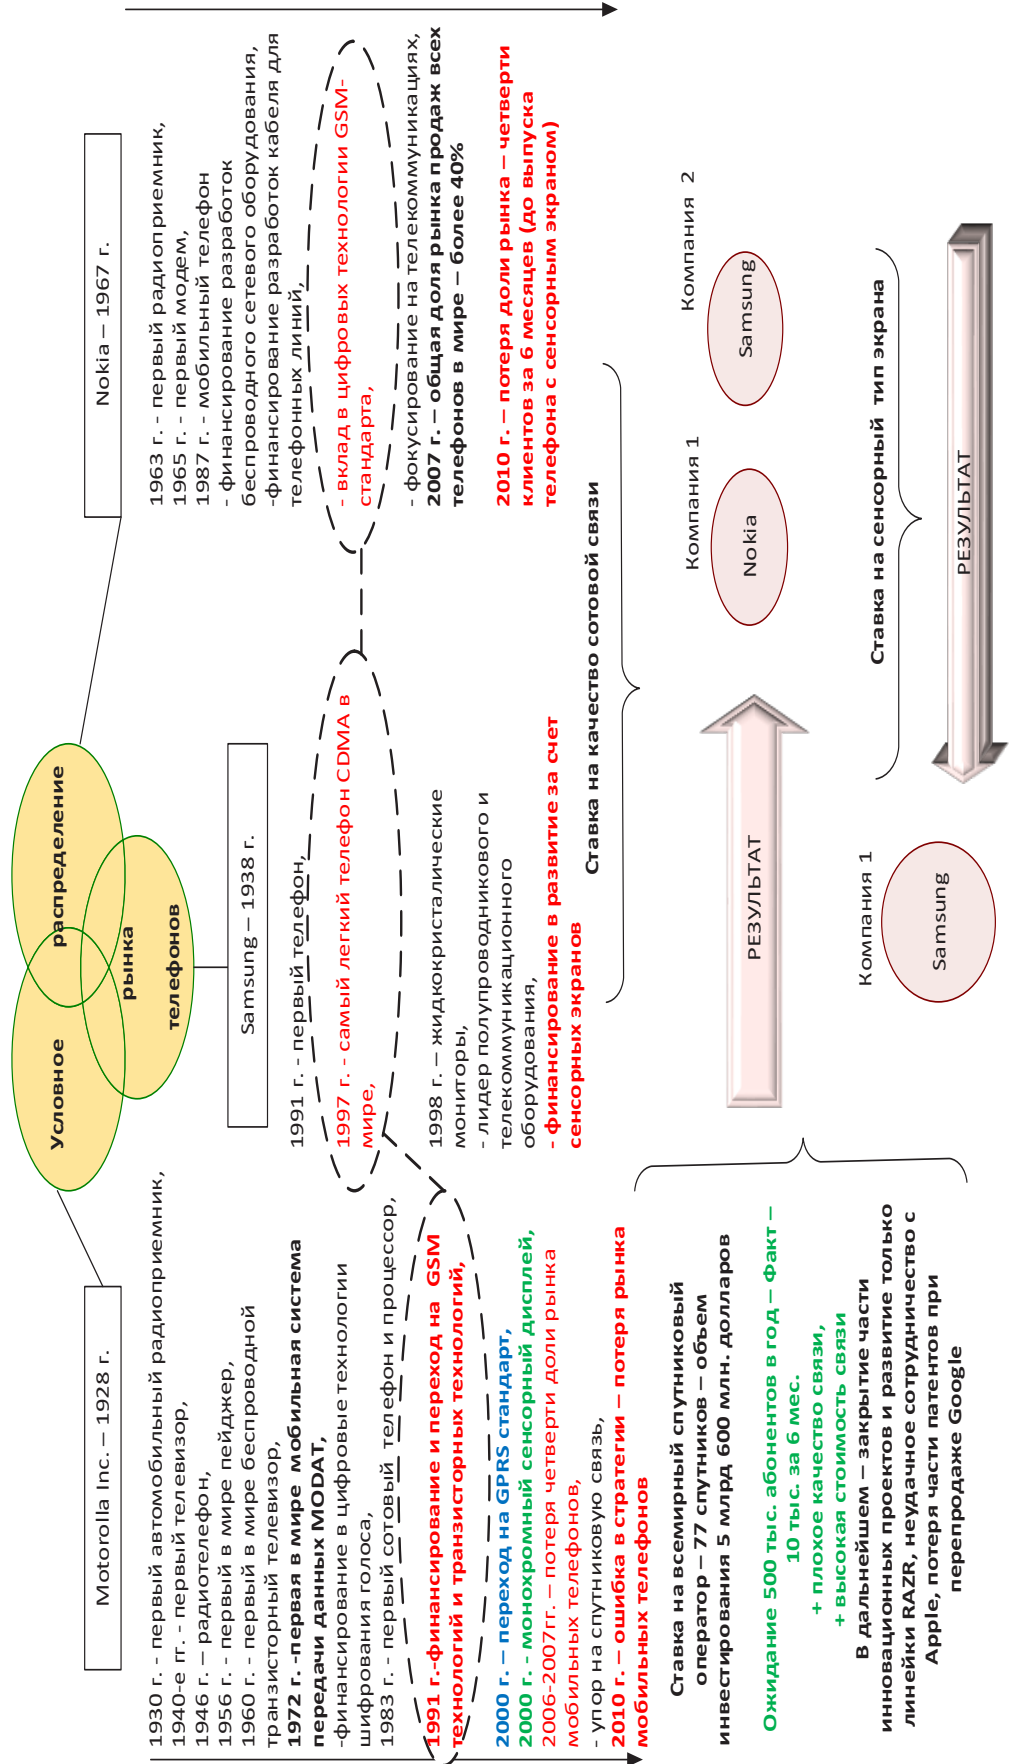 Условное
распределение
рынка
телефонов
Motorolla Inc. – 1928 г.
1930 г. - первый автомобильный радиоприемник,
1940-е гг. - первый телевизор,
1946 г. – радиотелефон,
1956 г. - первый в мире пейджер,
1960 г. - первый в мире беспроводной
транзисторный телевизор,
1972 г. -первая в мире мобильная система
передачи данных MODAT,
-финансирование в цифровые технологии
шифрования голоса,
1983 г. - первый сотовый телефон и процессор,
1991 г.-финансирование и переход на GSM
технологий и транзисторных технологий,
2000 г. – переход на GPRS стандарт,
2000 г. - монохромный сенсорный дисплей,
2006-2007гг. – потеря четверти доли рынка
мобильных телефонов,
- упор на спутниковую связь,
2010 г. – ошибка в стратегии – потеря рынка
мобильных телефонов
Samsung – 1938 г.
1991 г. - первый телефон,
1997 г. - самый легкий телефон CDMA в
мире,
1998 г. – жидкокристалические
мониторы,
- лидер полупроводникового и
телекоммуникационного
оборудования,
- финансирование в развитие за счет
сенсорных экранов
Nokia – 1967 г.
1963 г. - первый радиоприемник,
1965 г. - первый модем,
1987 г. - мобильный телефон
- финансирование разработок
беспроводного сетевого оборудования,
-финансирование разработок кабеля для
телефонных линий,
- вклад в цифровых технологии GSM-
стандарта,
- фокусирование на телекоммуникациях,
2007 г. – общая доля рынка продаж всех
телефонов в мире – более 40%
2010 г. – потеря доли рынка – четверти
клиентов за 6 месяцев (до выпуска
телефона с сенсорным экраном)
Ставка на всемирный спутниковый
оператор – 77 спутников – объем
инвестирования 5 млрд 600 млн. долларов
Ожидание 500 тыс. абонентов в год – Факт –
10 тыс. за 6 мес.
+ плохое качество связи,
+ высокая стоимость связи
В дальнейшем – закрытие части
инновационных проектов и развитие только
линейки RAZR, неудачное сотрудничество с
Apple, потеря части патентов при
перепродаже Google
Ставка на качество сотовой связи
РЕЗУЛЬТАТ
Компания 1
Nokia
Компания 2
Samsung
Ставка на сенсорный тип экрана
РЕЗУЛЬТАТ
Компания 1
Samsung